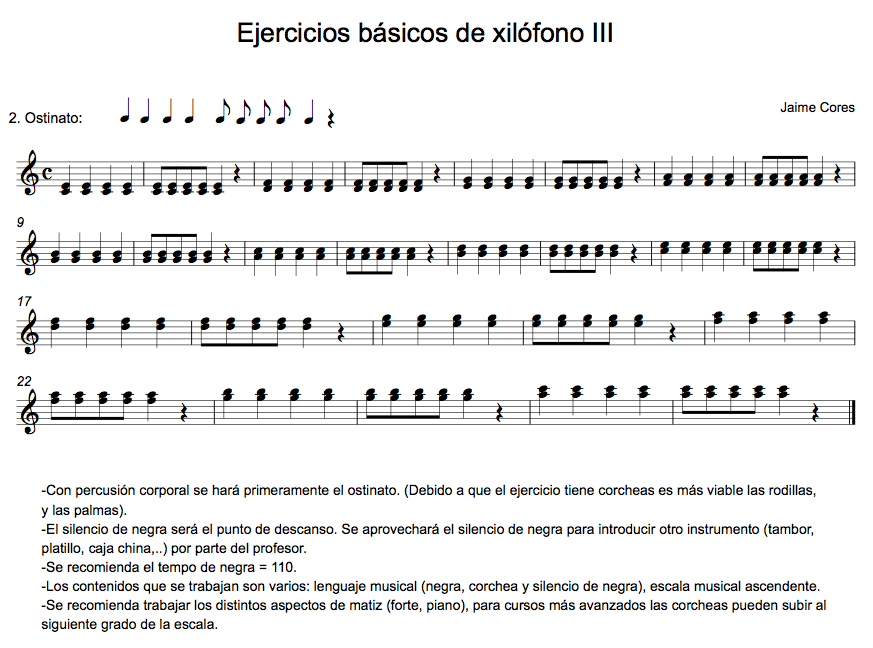 Ejercicios básicos de xilófono III
Jaime Cores
2. Ostinato:
9
17
22
-Con percusión corporal se hará primeramente el ostinato. (Debido a que el ejercicio tiene corcheas es más viable las rodillas,
y las palmas).
-El silencio de negra será el punto de descanso. Se aprovechará el silencio de negra para introducir otro instrumento (tambor,
platillo, caja china,..) por parte del profesor.
-Se recomienda el tempo de negra = 110.
-Los contenidos que se trabajan son varios: lenguaje musical (negra, corchea y silencio de negra), escala musical ascendente.
-Se recomienda trabajar los distintos aspectos de matiz (forte, piano), para cursos más avanzados las corcheas pueden subir al
siguiente grado de la escala.